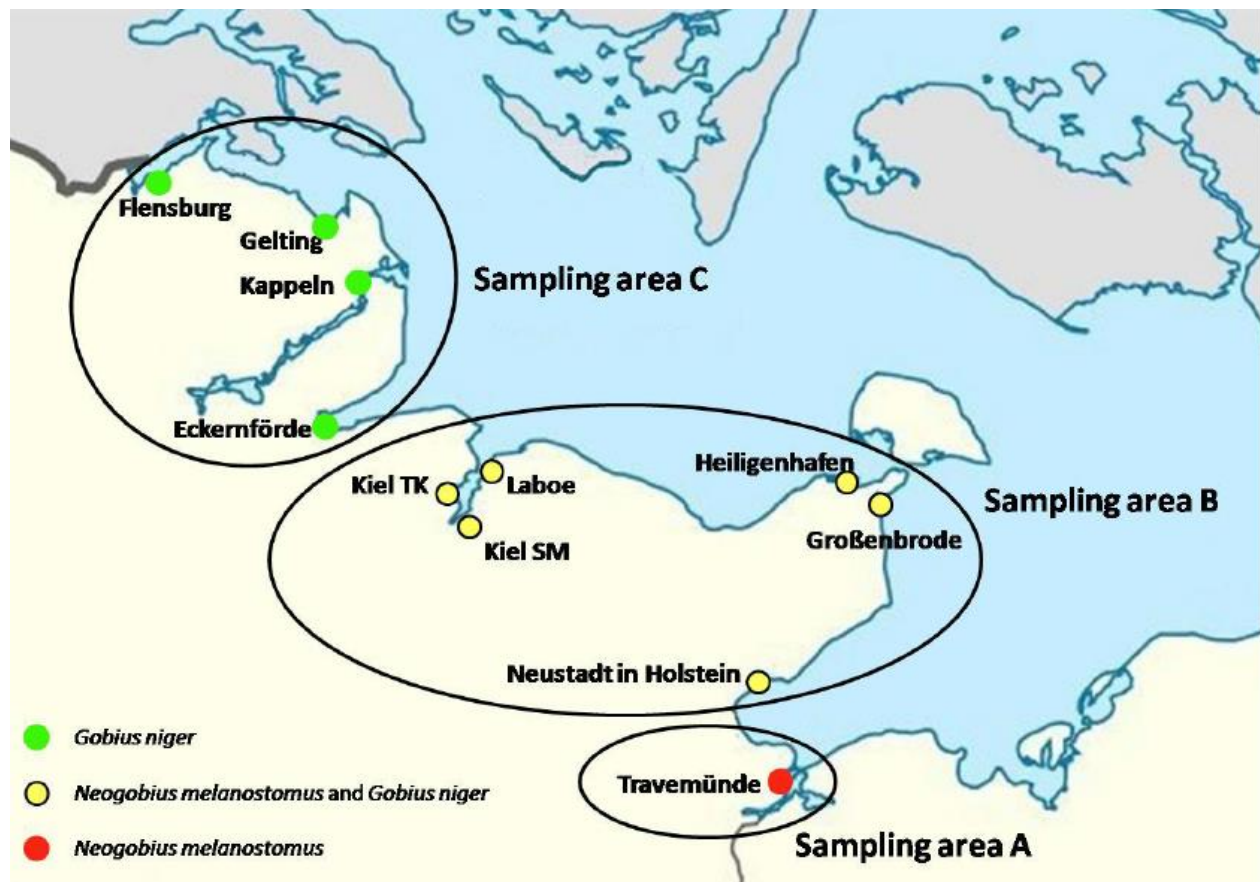 Flensburg
Gelting
Kappeln
Sampling area C
Eckernförde
Heiligenhafen
Kiel TK
Laboe
Sampling area B
Großenbrode
Kiel SM
Neustadt in Holstein
Gobius niger
Neogobius melanostomus and Gobius niger
Neogobius melanostomus
Travemünde
Sampling area A